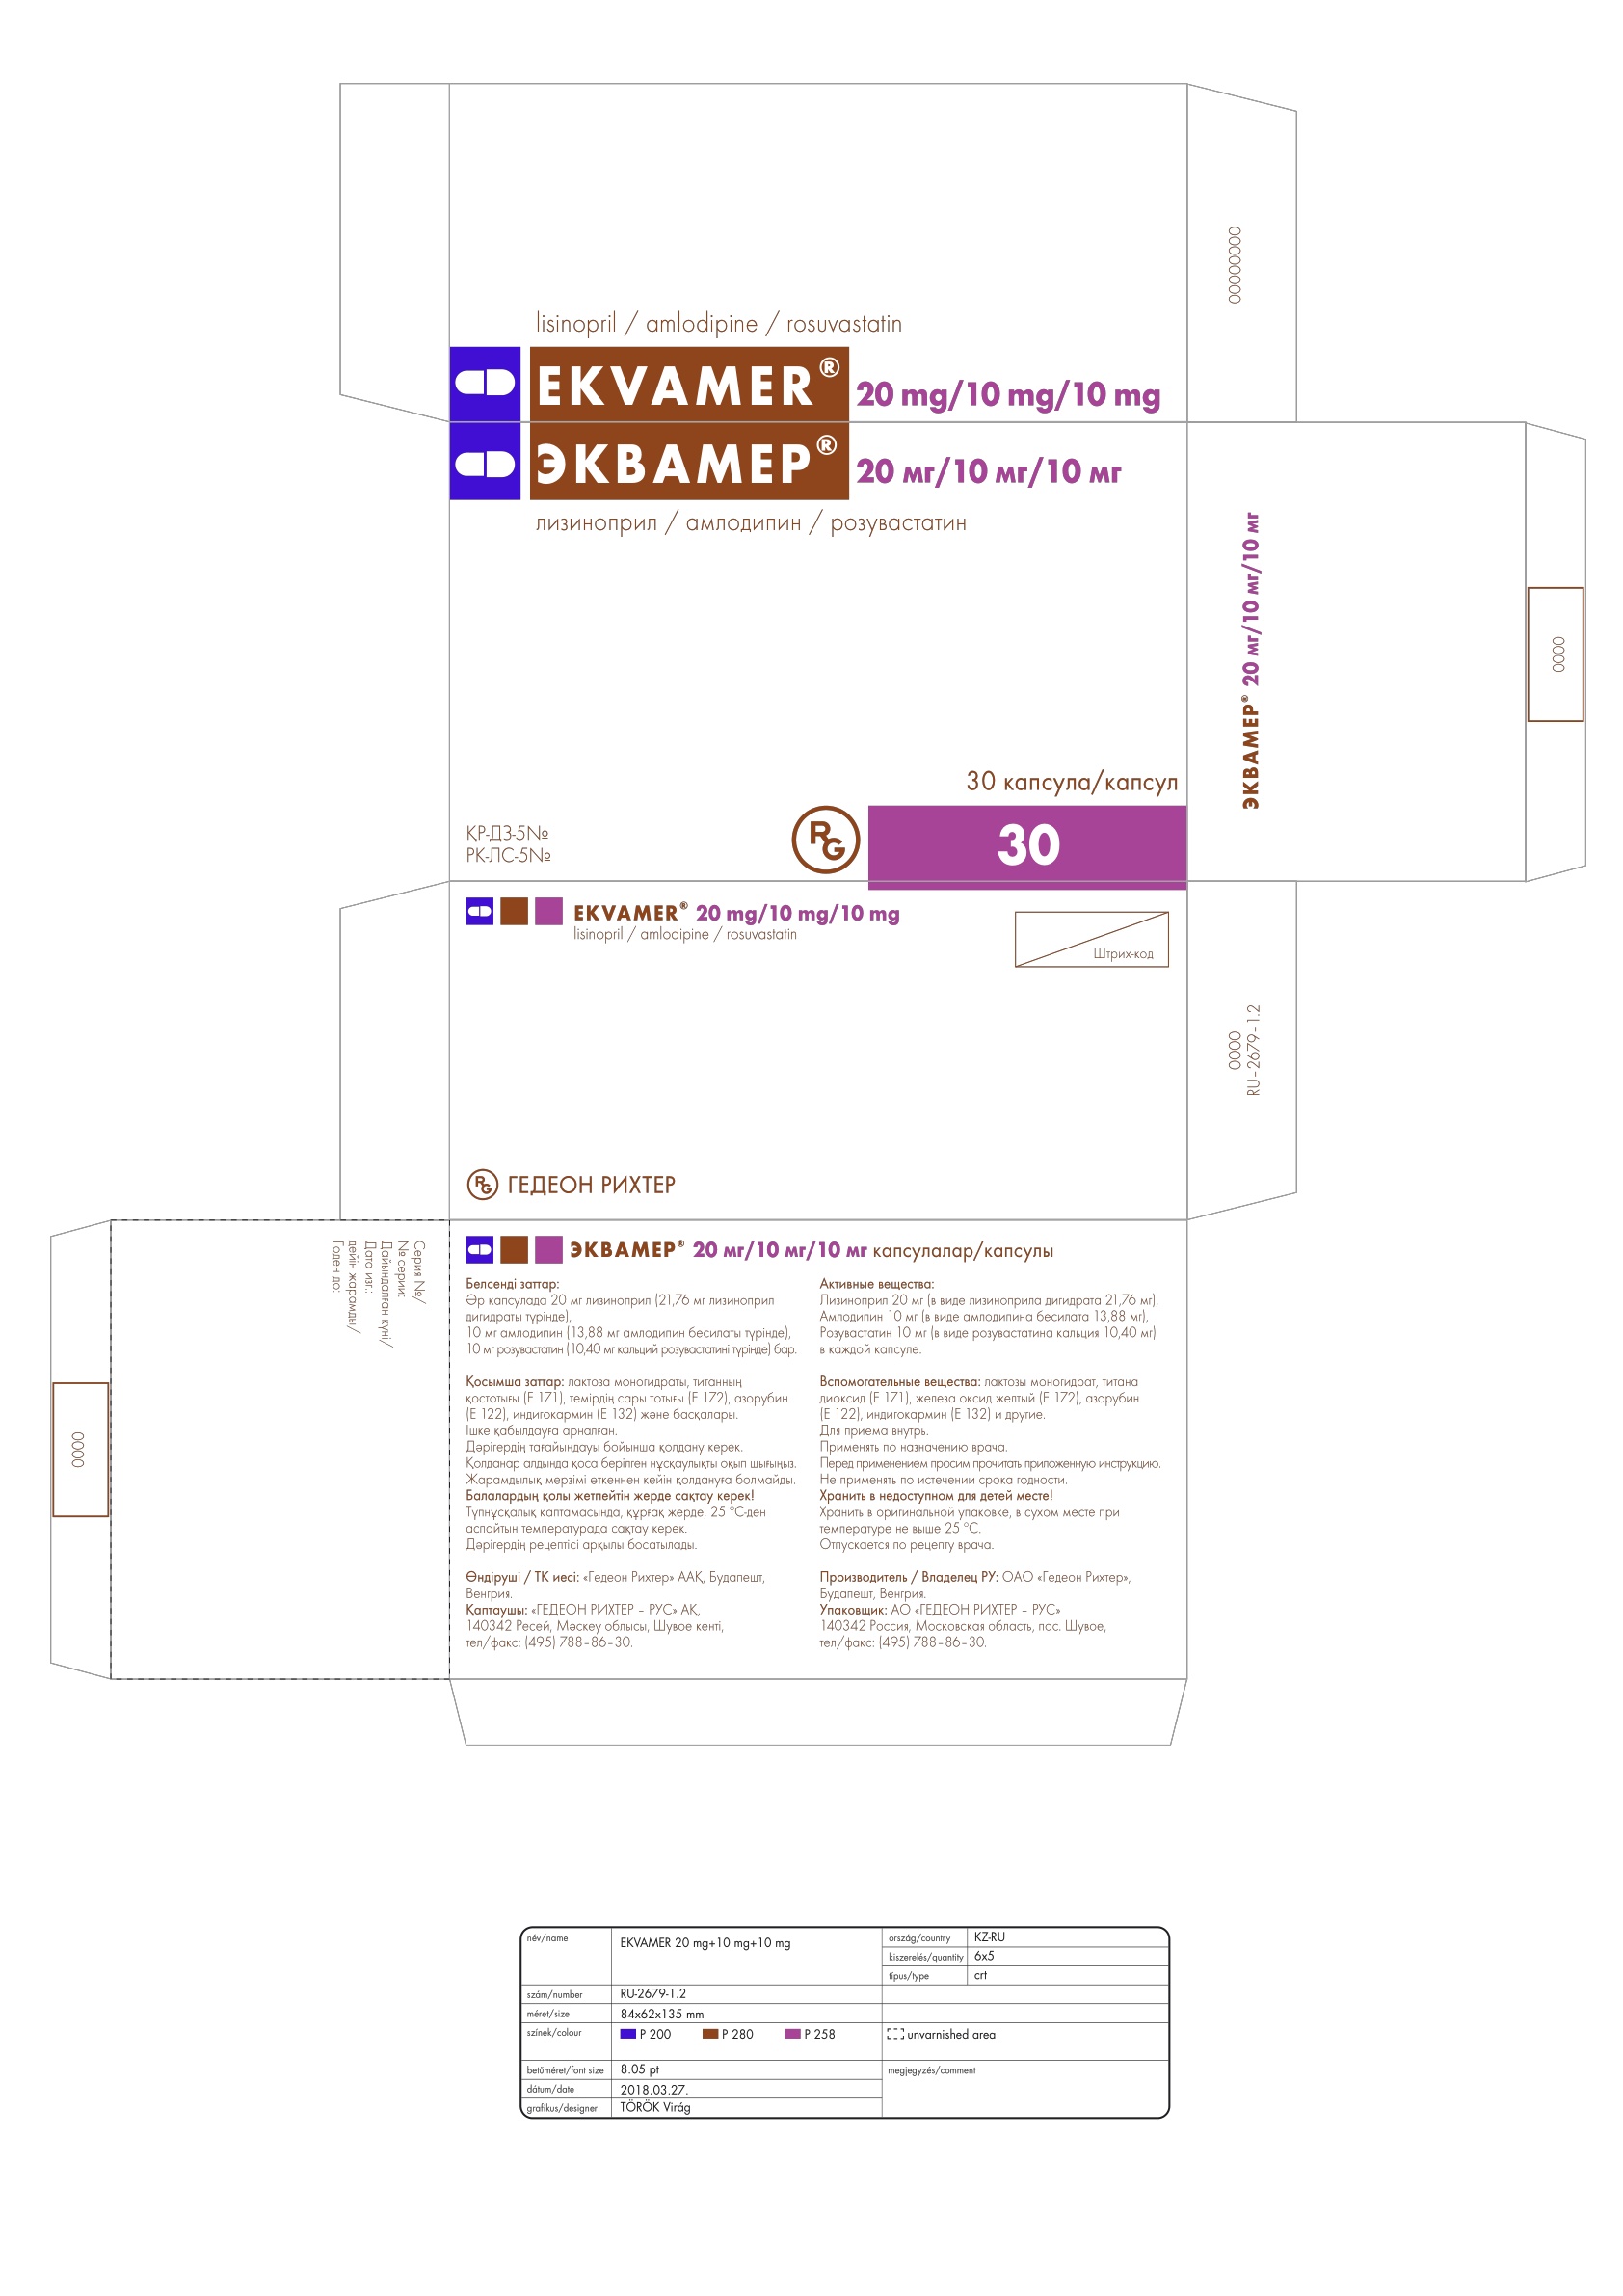 00000000
lisinopril / amlodipine / rosuvastatin
EKVAMER® 20 mg/10 mg/10 mg
ЭКВАМЕР® 20 мг/10 мг/10 мг
лизиноприл / амлодипин / розувастатин
ЭКВАМЕР® 20 мг/10 мг/10 мг
0000
30 капсула/капсул
ҚР-ДЗ-5№
РК-ЛС-5№
RG
30
EKVAMER® 20 mg/10 mg/10 mg
lisinopril / amlodipine / rosuvastatin
Штрих-код
0000
RU-2679-1.2
RG ГЕДЕОН РИХТЕР
Серия №/
№ серии:
Дайындалған күні/
Дата изг.:
дейін жарамды/
Годен до:
0000
ЭКВАМЕР® 20 мг/10 мг/10 мг капсулалар/капсулы
Белсенді заттар:
Әр капсулада 20 мг лизиноприл (21,76 мг лизиноприл
дигидраты түрінде),
10 мг амлодипин (13,88 мг амлодипин бесилаты түрінде),
10 мг розувастатин (10,40 мг кальций розувастатині түрінде) бар.
Қосымша заттар: лактоза моногидраты, титанның
қостотығы (Е 171), темірдің сары тотығы (Е 172), азорубин
(Е 122), индигокармин (Е 132) және басқалары.
Ішке қабылдауға арналған.
Дәрігердің тағайындауы бойынша қолдану керек.
Қолданар алдында қоса берілген нұсқаулықты оқып шығыңыз.
Жарамдылық мерзімі өткеннен кейін қолдануға болмайды.
Балалардың қолы жетпейтін жерде сақтау керек!
Түпнұсқалық қаптамасында, құрғақ жерде, 25 °С-ден
аспайтын температурада сақтау керек.
Дәрігердің рецептісі арқылы босатылады.
Өндіруші / ТК иесі: «Гедеон Рихтер» ААҚ, Будапешт,
Венгрия.
Қаптаушы: «ГЕДЕОН РИХТЕР – РУС» АҚ,
140342 Ресей, Мәскеу облысы, Шувое кенті,
тел/факс: (495) 788–86–30.
Активные вещества:
Лизиноприл 20 мг (в виде лизиноприла дигидрата 21,76 мг),
Амлодипин 10 мг (в виде амлодипина бесилата 13,88 мг),
Розувастатин 10 мг (в виде розувастатина кальция 10,40 мг)
в каждой капсуле.
Вспомогательные вещества: лактозы моногидрат, титана
диоксид (Е 171), железа оксид желтый (Е 172), азорубин
(Е 122), индигокармин (Е 132) и другие.
Для приема внутрь.
Применять по назначению врача.
Перед применением просим прочитать приложенную инструкцию.
Не применять по истечении срока годности.
Хранить в недоступном для детей месте!
Хранить в оригинальной упаковке, в сухом месте при
температуре не выше 25 °С.
Отпускается по рецепту врача.
Производитель / Владелец РУ: ОАО «Гедеон Рихтер»,
Будапешт, Венгрия.
Упаковщик: АО «ГЕДЕОН РИХТЕР – РУС»
140342 Россия, Московская область, пос. Шувое,
тел/факс: (495) 788–86–30.
név/name EKVAMER 20 mg+10 mg+10 mg
ország/country KZ-RU
kiszerelés/quantity 6x5
típus/type crt
szám/number RU-2679-1.2
méret/size 84x62x135 mm
színek/colour P 200 P 280 P 258 unvarnished area
betűméret/font size 8.05 pt
megjegyzés/comment
dátum/date 2018.03.27.
grafikus/designer TÖRÖK Virág